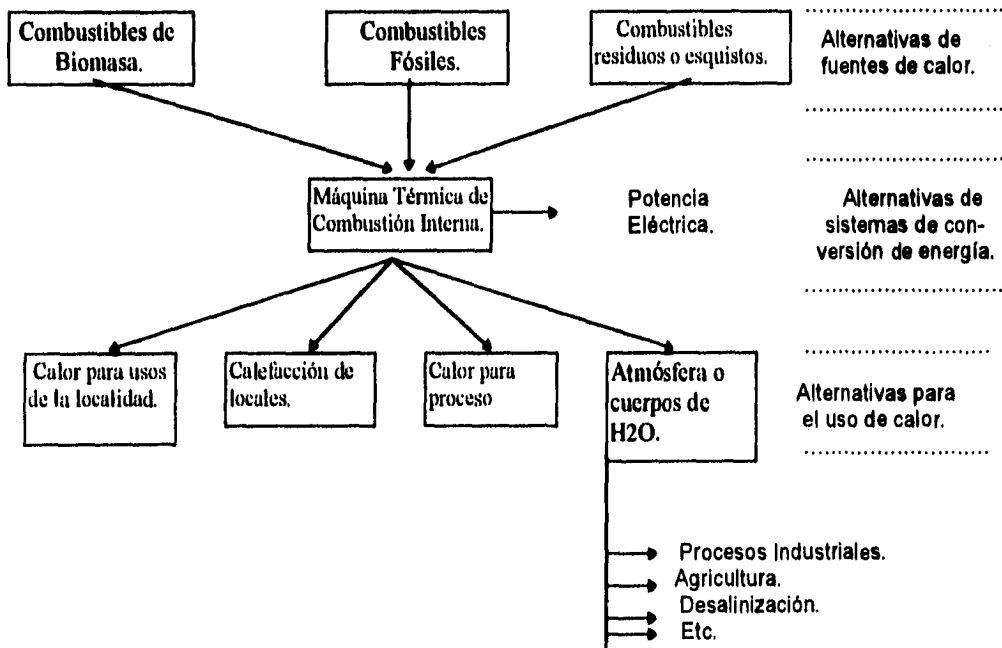 Combustibles de
Biomasa.
Combustibles
Fósiles.
Combustibles
residuos o esquistos.
Alternativas de
fuentes de calor.
Máquina Térmica de
Combustión Interna.
Potencia
Eléctrica.
Alternativas de
sistemas de con-
versión de energía.
Calor para usos
de la localidad.
Calefacción de
locales.
Calor para
proceso
Atmósfera o
cuerpos de
H2O.
Alternativas para
el uso de calor.
Procesos Industriales.
Agricultura.
Desalinización.
Etc.